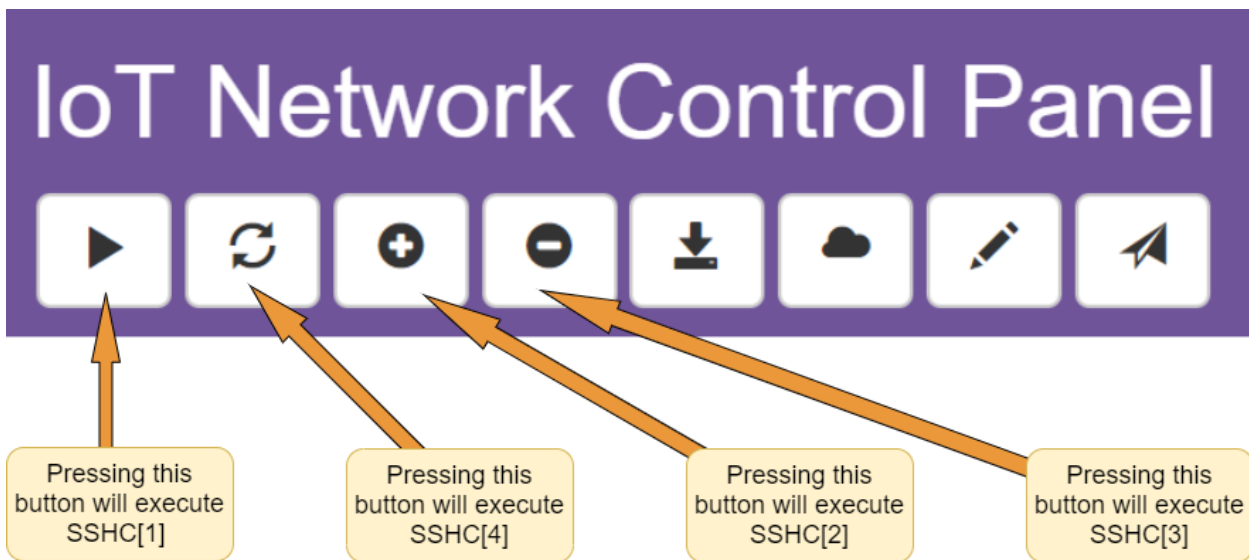 IoT Network Control Panel
Pressing this
button will execute
SSHC[1]
Pressing this
button will execute
SSHC[4]
Pressing this
button will execute
SSHC[2]
Pressing this
button will execute
SSHC[3]